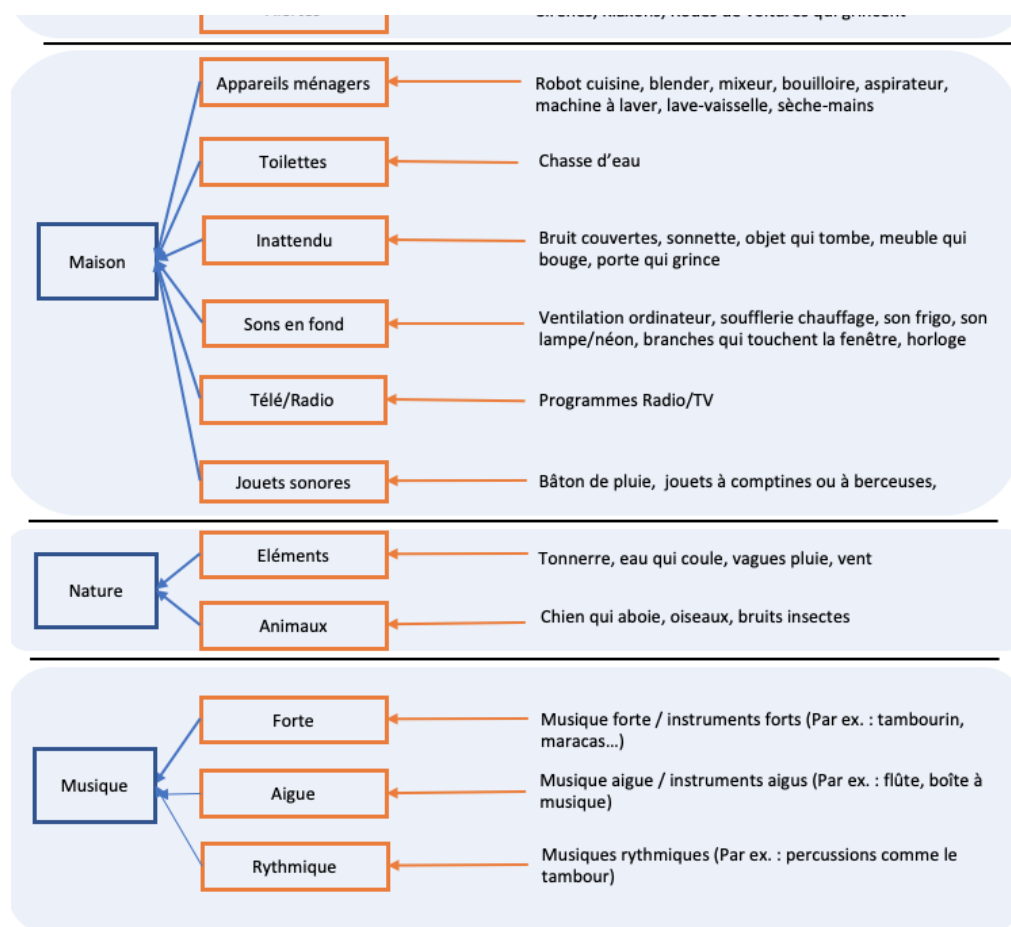 Appareils ménagers
Robot cuisine, blender, mixeur, bouilloire, aspirateur,
machine à laver, lave-vaisselle, sèche-mains
Toilettes
Chasse d’eau
Maison
Inattendu
Bruit couvertes, sonnette, objet qui tombe, meuble qui
bouge, porte qui grince
Sons en fond
Ventilation ordinateur, soufflerie chauffage, son frigo, son
lampe/néon, branches qui touchent la fenêtre, horloge
Télé/Radio
Programmes Radio/TV
Jouets sonores
Bâton de pluie,  jouets à comptines ou à berceuses,
Nature
Eléments
Tonnerre, eau qui coule, vagues pluie, vent
Animaux
Chien qui aboie, oiseaux, bruits insectes
Musique
Forte
Musique forte / instruments forts (Par ex. : tambourin,
maracas…)
Aigue
Musique aigue / instruments aigus (Par ex. : flûte, boîte à
musique)
Rythmique
Musiques rythmiques (Par ex. : percussions comme le
tambour)